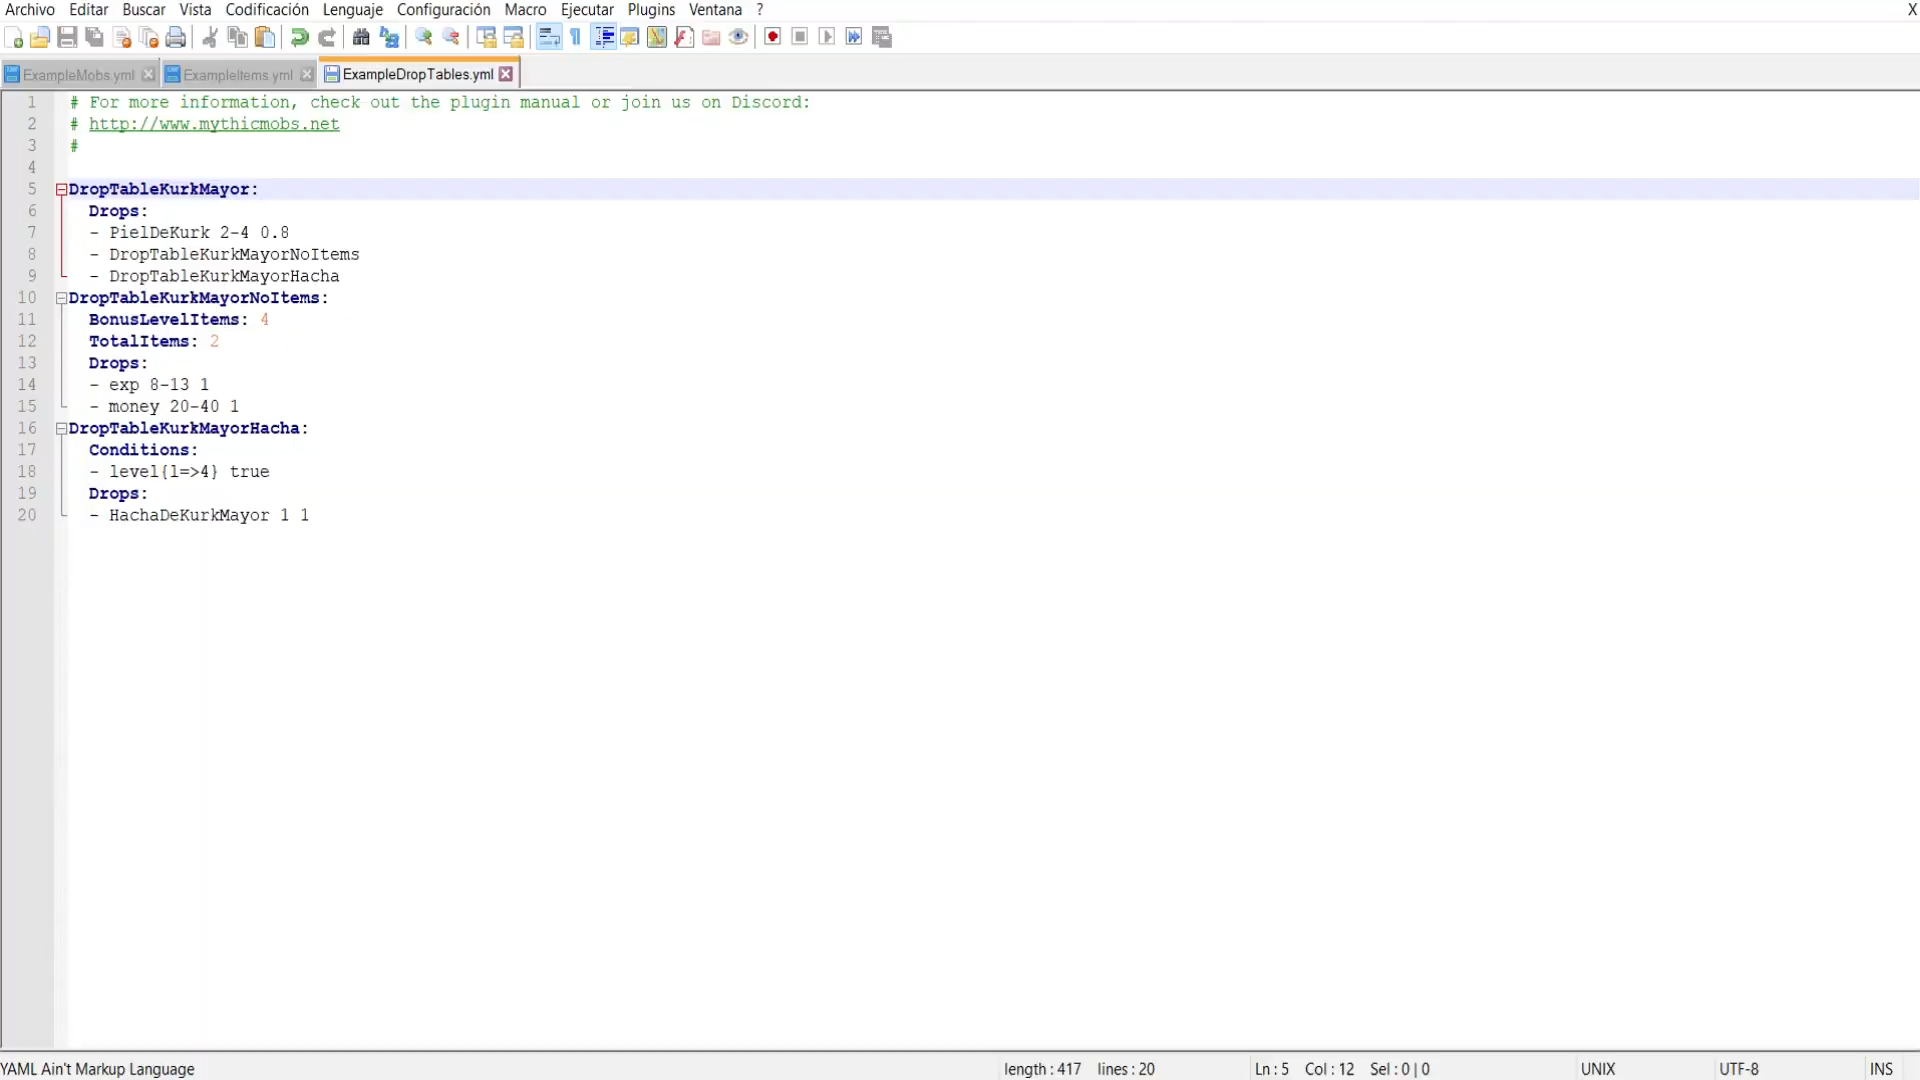 Archivo Editar Buscar Vista Codificación Lenguaje Configuración Macro Ejecutar Plugins Ventana ? X
ExampleMobs.yml ExampleItems.yml ExampleDropTables.yml
1 # For more information, check out the plugin manual or join us on Discord:
2 # http://www.mythicmobs.net
3 #
4
5 DropTableKurkMayor:
6 Drops:
7 - PielDeKurk 2-4 0.8
8 - DropTableKurkMayorNoItems
9 - DropTableKurkMayorHacha
10 DropTableKurkMayorNoItems:
11 BonusLevelItems: 4
12 TotalItems: 2
13 Drops:
14 - exp 8-13 1
15 - money 20-40 1
16 DropTableKurkMayorHacha:
17 Conditions:
18 - level{l=>4} true
19 Drops:
20 - HachaDeKurkMayor 1 1
YAML Ain't Markup Language length : 417 lines : 20 Ln : 5 Col : 12 Sel : 0 | 0 UNIX UTF-8 INS